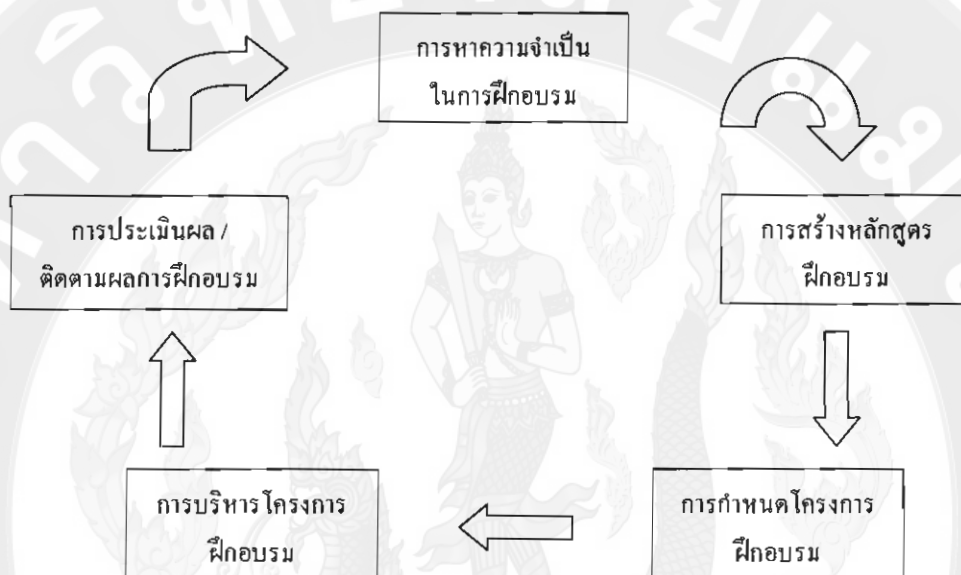 การหาความจำเป็น
ในการฝึกอบรม
การประเมินผล /
ติดตามผลการฝึกอบรม
การสร้างหลักสูตร
ฝึกอบรม
การบริหารโครงการ
ฝึกอบรม
การกำหนดโครงการ
ฝึกอบรม